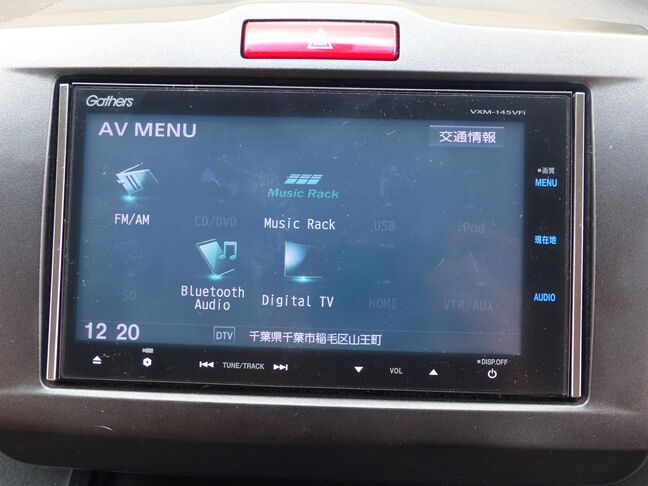 Gathers
VXM-145VFi
AV MENU
交通情報
■画質
MENU
Music Rack
FM/AM
CD/DVD
Music Rack
USB
iPod
現在地
SD
Bluetooth
Audio
Digital TV
HDMI
VTR/AUX
AUDIO
12 20
DTV
千葉県千葉市稲毛区山王町
TUNE/TRACK
VOL
■DISP.OFF